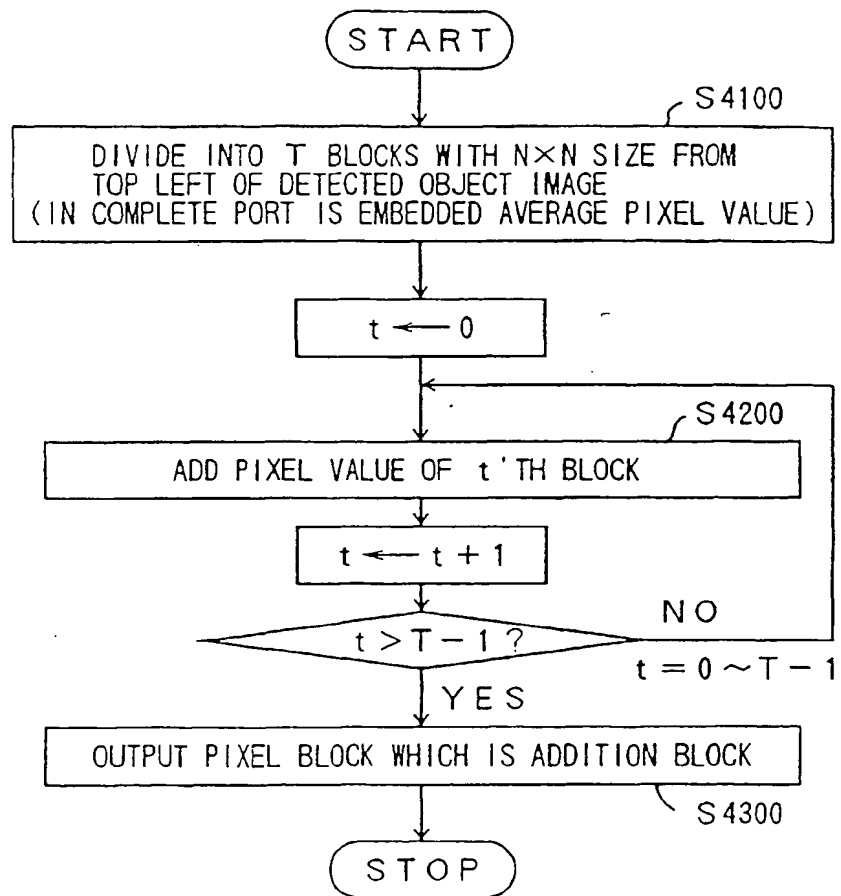 START
S4100
DIVIDE INTO T BLOCKS WITH N×N SIZE FROM
TOP LEFT OF DETECTED OBJECT IMAGE
(IN COMPLETE PORT IS EMBEDDED AVERAGE PIXEL VALUE)
t ← 0
S4200
ADD PIXEL VALUE OF t'TH BLOCK
t ← t + 1
t > T - 1 ?
NO
t = 0 ~ T - 1
YES
OUTPUT PIXEL BLOCK WHICH IS ADDITION BLOCK
S4300
STOP